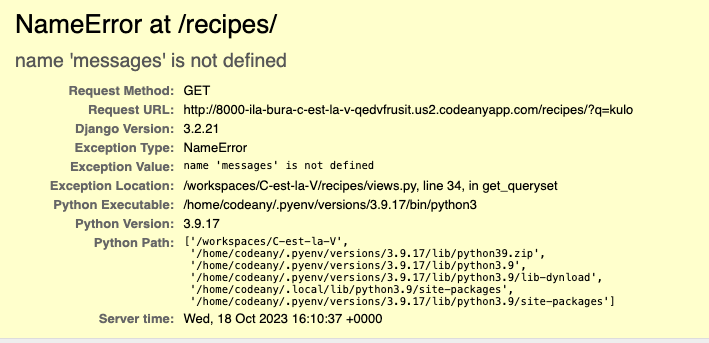 NameError at /recipes/
name 'messages' is not defined
Request Method: GET
Request URL: http://8000-ila-bura-c-est-la-v-qedvfrusit.us2.codeanyapp.com/recipes/?q=kulo
Django Version: 3.2.21
Exception Type: NameError
Exception Value: name 'messages' is not defined
Exception Location: /workspaces/C-est-la-V/recipes/views.py, line 34, in get_queryset
Python Executable: /home/codeany/.pyenv/versions/3.9.17/bin/python3
Python Version: 3.9.17
Python Path: ['/workspaces/C-est-la-V',
'/home/codeany/.pyenv/versions/3.9.17/lib/python39.zip',
'/home/codeany/.pyenv/versions/3.9.17/lib/python3.9',
'/home/codeany/.pyenv/versions/3.9.17/lib/python3.9/lib-dynload',
'/home/codeany/.local/lib/python3.9/site-packages',
'/home/codeany/.pyenv/versions/3.9.17/lib/python3.9/site-packages']
Server time: Wed, 18 Oct 2023 16:10:37 +0000